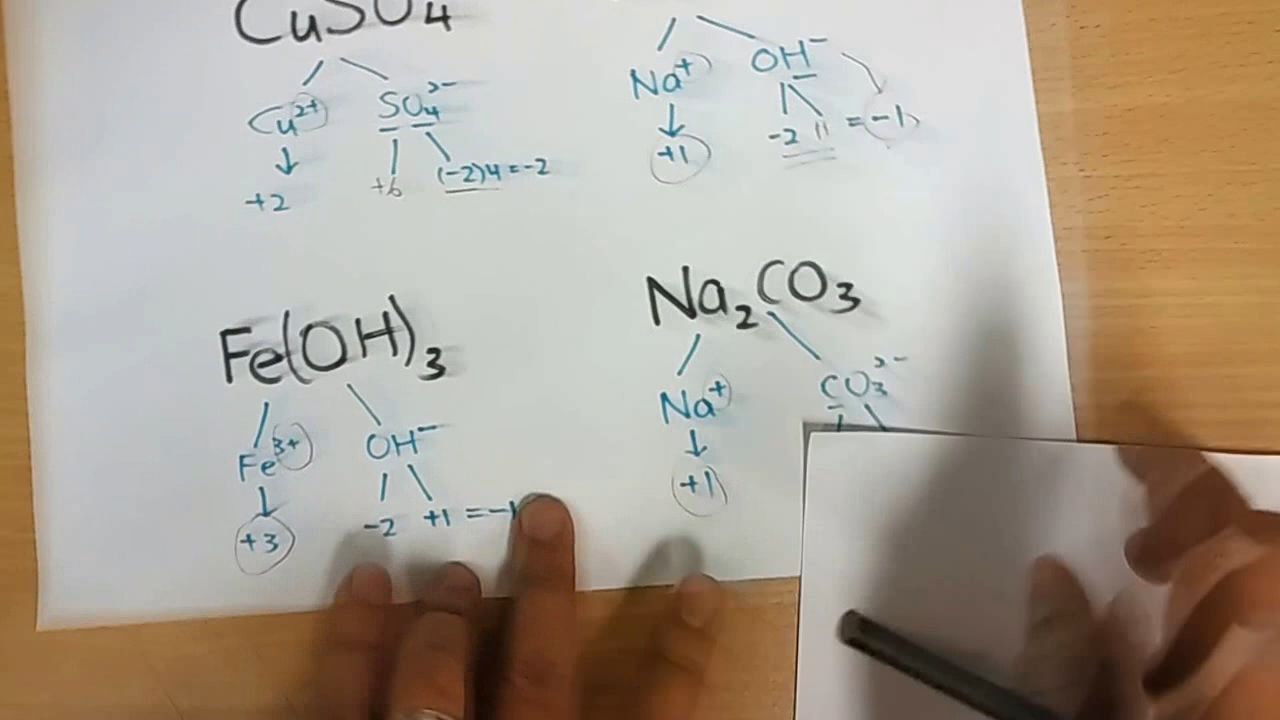 CuSO4
Cu2+ SO4 2-
+2 +6 (-2)4=-2
Na+ OH-
+1 -2 = -1
Fe(OH)3
Fe3+ OH-
+3 -2 +1 =-1
Na2CO3
Na+ CO3 2-
+1